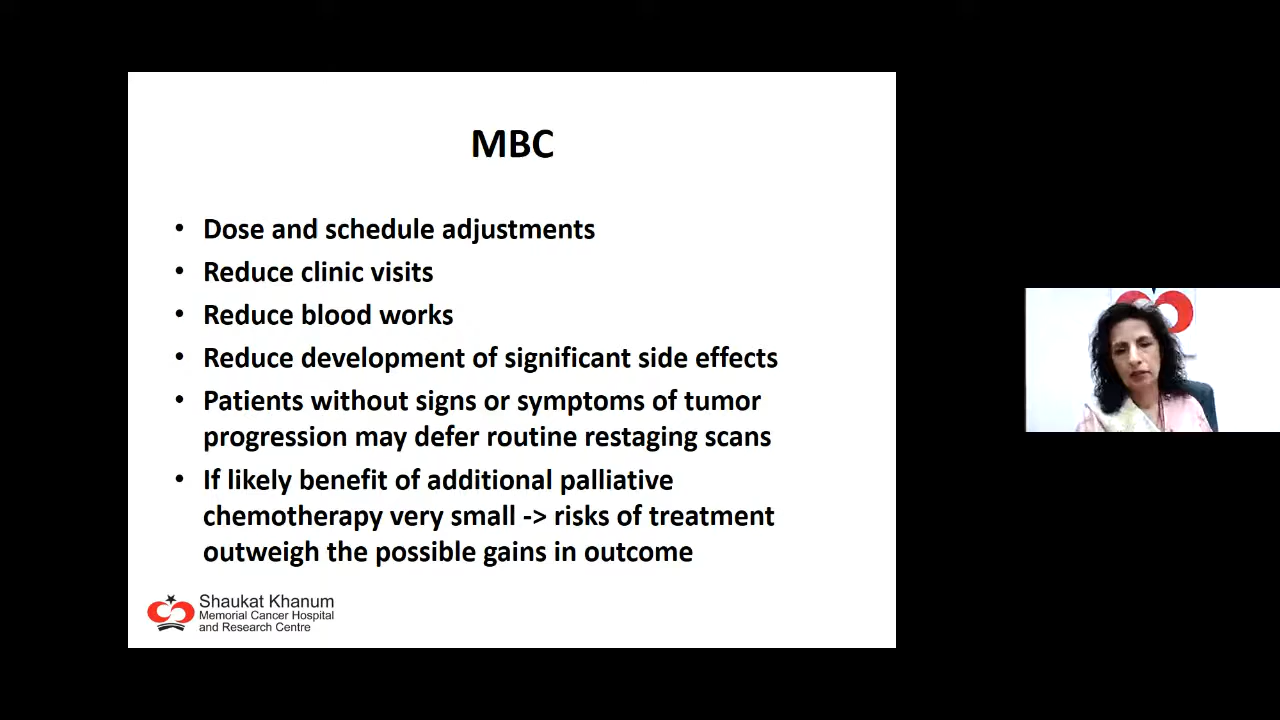 MBC
• Dose and schedule adjustments
• Reduce clinic visits
• Reduce blood works
• Reduce development of significant side effects
• Patients without signs or symptoms of tumor
progression may defer routine restaging scans
• If likely benefit of additional palliative
chemotherapy very small -> risks of treatment
outweigh the possible gains in outcome
Shaukat Khanum
Memorial Cancer Hospital
and Research Centre